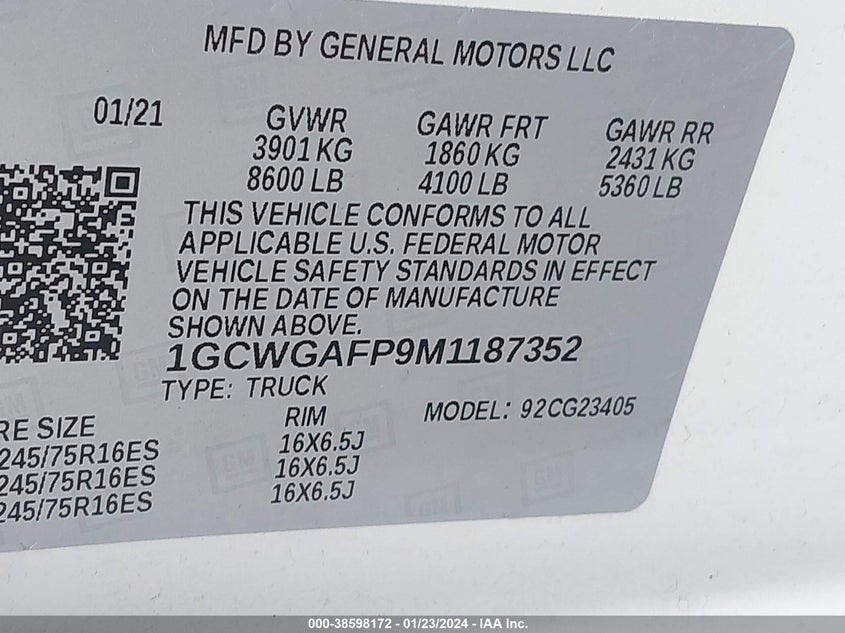 MFD BY GENERAL MOTORS LLC
01/21 GVWR GAWR FRT GAWR RR
3901 KG 1860 KG 2431 KG
8600 LB 4100 LB 5360 LB
THIS VEHICLE CONFORMS TO ALL
APPLICABLE U.S. FEDERAL MOTOR
VEHICLE SAFETY STANDARDS IN EFFECT
ON THE DATE OF MANUFACTURE
SHOWN ABOVE.
1GCWGAFP9M1187352
TYPE: TRUCK
MODEL: 92CG23405
RE SIZE RIM
245/75R16ES 16X6.5J
245/75R16ES 16X6.5J
245/75R16ES 16X6.5J
GM
000-38598172 - 01/23/2024 - IAA Inc.